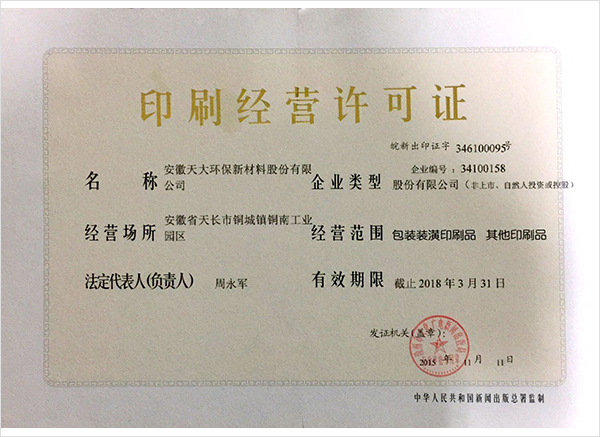 印刷经营许可证
皖新出印证字 346100095号
企业编号：34100158
名称 安徽天大环保新材料股份有限公司
企业类型 股份有限公司（非上市、自然人投资或控股）
经营场所 安徽省天长市铜城镇铜南工业园区
经营范围 包装装潢印刷品 其他印刷品
法定代表人(负责人) 周永军
有效期限 截止 2018 年 3 月 31 日
发证机关(盖章)：
2015 年 11 月 11 日
中华人民共和国新闻出版总署监制